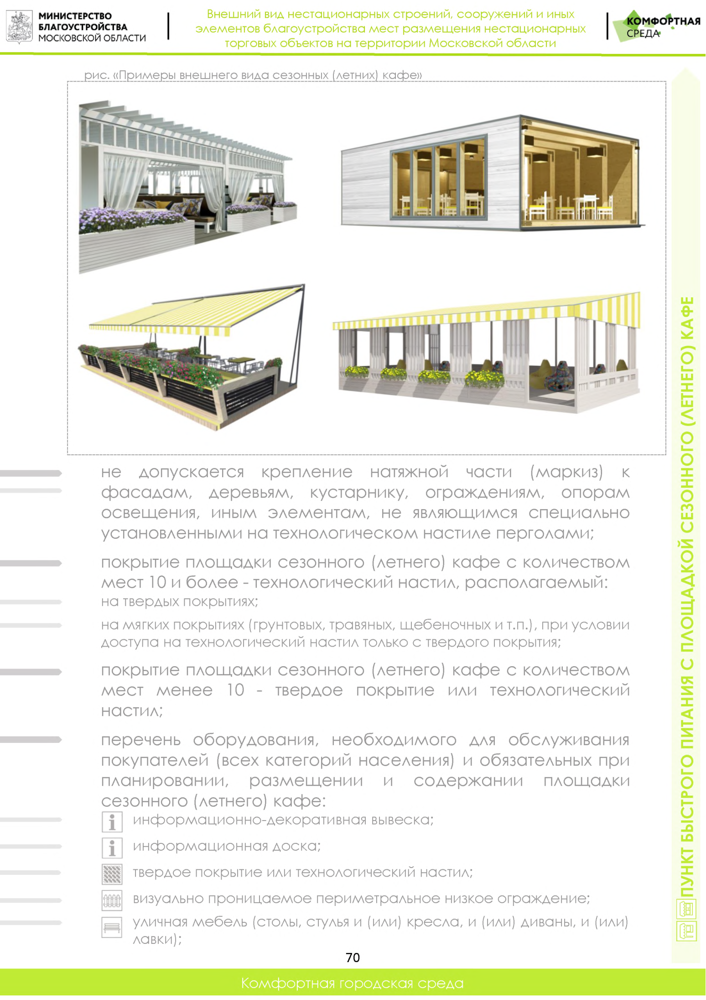 МИНИСТЕРСТВО
БЛАГОУСТРОЙСТВА
МОСКОВСКОЙ ОБЛАСТИ
Внешний вид нестационарных строений, сооружений и иных
элементов благоустройства мест размещения нестационарных
торговых объектов на территории Московской области
КОМФОРТНАЯ
СРЕДА
рис. «Примеры внешнего вида сезонных (летних) кафе»
не допускается крепление натяжной части (маркиз) к
фасадам, деревьям, кустарнику, ограждениям, опорам
освещения, иным элементам, не являющимся специально
установленными на технологическом настиле перголами;
покрытие площадки сезонного (летнего) кафе с количеством
мест 10 и более - технологический настил, располагаемый:
на твердых покрытиях;
на мягких покрытиях (грунтовых, травяных, щебеночных и т.п.), при условии
доступа на технологический настил только с твердого покрытия;
покрытие площадки сезонного (летнего) кафе с количеством
мест менее 10 - твердое покрытие или технологический
настил;
перечень оборудования, необходимого для обслуживания
покупателей (всех категорий населения) и обязательных при
планировании, размещении и содержании площадки
сезонного (летнего) кафе:
информационно-декоративная вывеска;
информационная доска;
твердое покрытие или технологический настил;
визуально проницаемое периметральное низкое ограждение;
уличная мебель (столы, стулья и (или) кресла, и (или) диваны, и (или)
лавки);
ПУНКТ БЫСТРОГО ПИТАНИЯ С ПЛОЩАДКОЙ СЕЗОННОГО (ЛЕТНЕГО) КАФЕ
70
Комфортная городская среда